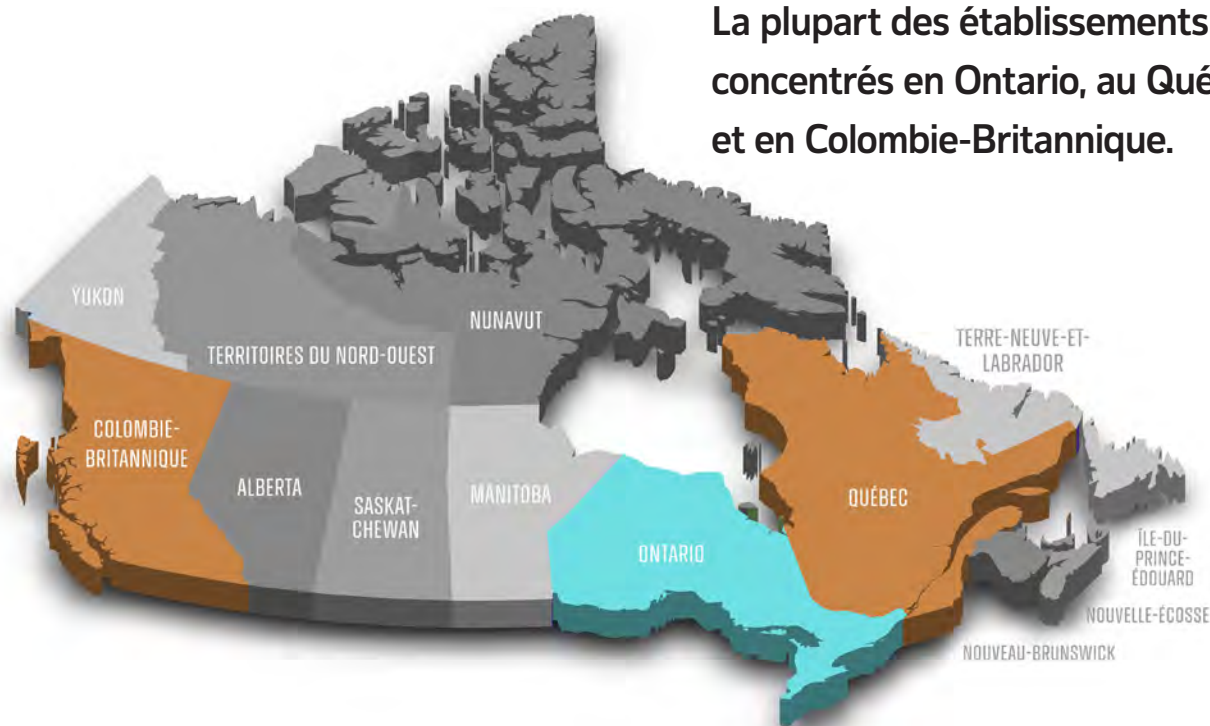 La plupart des établissements
concentrés en Ontario, au Qué
et en Colombie-Britannique.
YUKON
NUNAVUT
TERRITOIRES DU NORD-OUEST
TERRE-NEUVE-ET-
LABRADOR
COLOMBIE-
BRITANNIQUE
ALBERTA
SASKAT-
CHEWAN
MANITOBA
ONTARIO
QUÉBEC
ÎLE-DU-
PRINCE-
ÉDOUARD
NOUVELLE-ÉCOSSE
NOUVEAU-BRUNSWICK